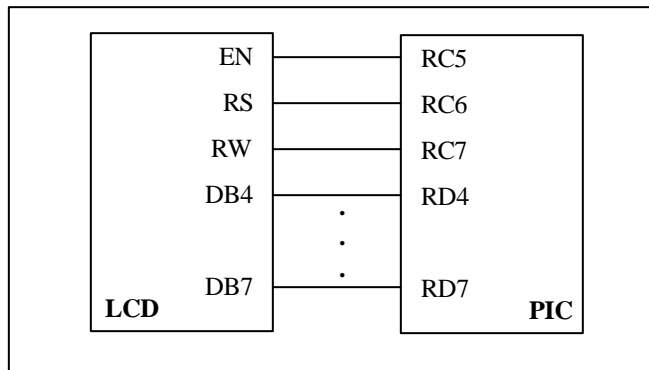 EN RC5
RS RC6
RW RC7
DB4 RD4
DB7 RD7
LCD PIC